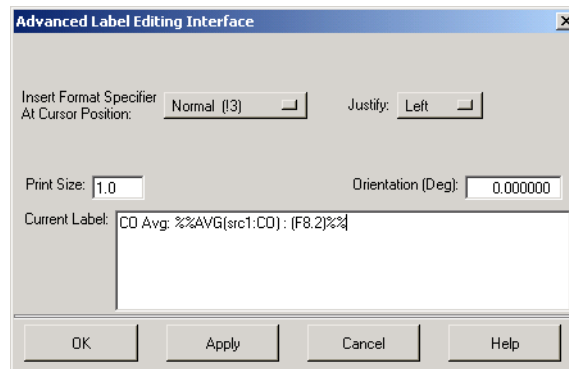 Advanced Label Editing Interface
Insert Format Specifier
At Cursor Position:
Normal (!3)
Justify:
Left
Print Size:
1.0
Orientation (Deg):
0.000000
Current Label:
CO Avg: %%AVG(src1:CO) : (F8.2)%%
OK
Apply
Cancel
Help